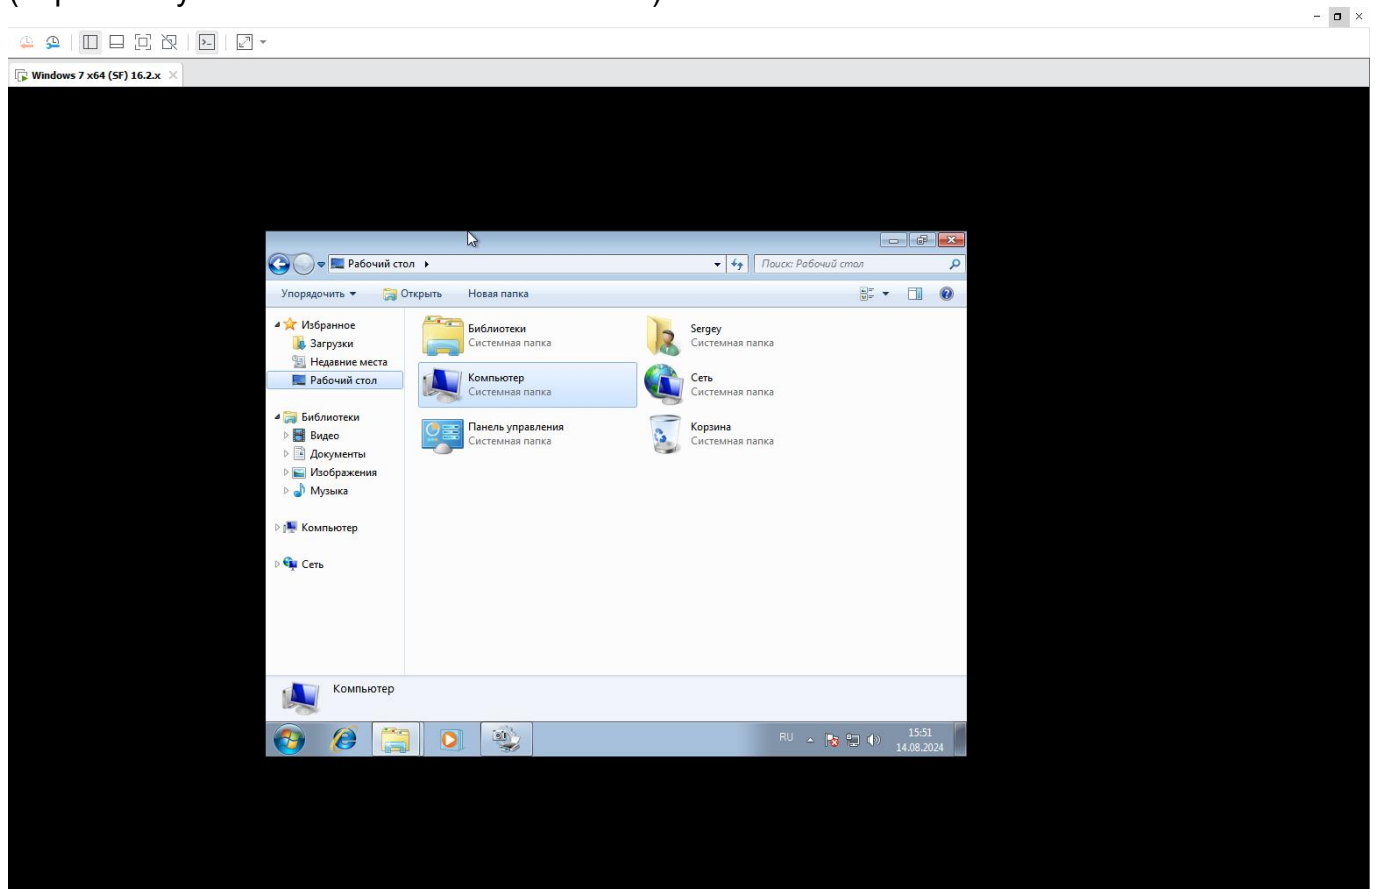 Windows 7 x64 (SF) 16.2.x
Рабочий стол
Поиск: Рабочий стол
Упорядочить
Открыть
Новая папка
Избранное
Загрузки
Недавние места
Рабочий стол
Библиотеки
Видео
Документы
Изображения
Музыка
Компьютер
Сеть
Библиотеки
Системная папка
Sergey
Системная папка
Компьютер
Системная папка
Сеть
Системная папка
Панель управления
Системная папка
Корзина
Системная папка
Компьютер
RU
15:51
14.08.2024